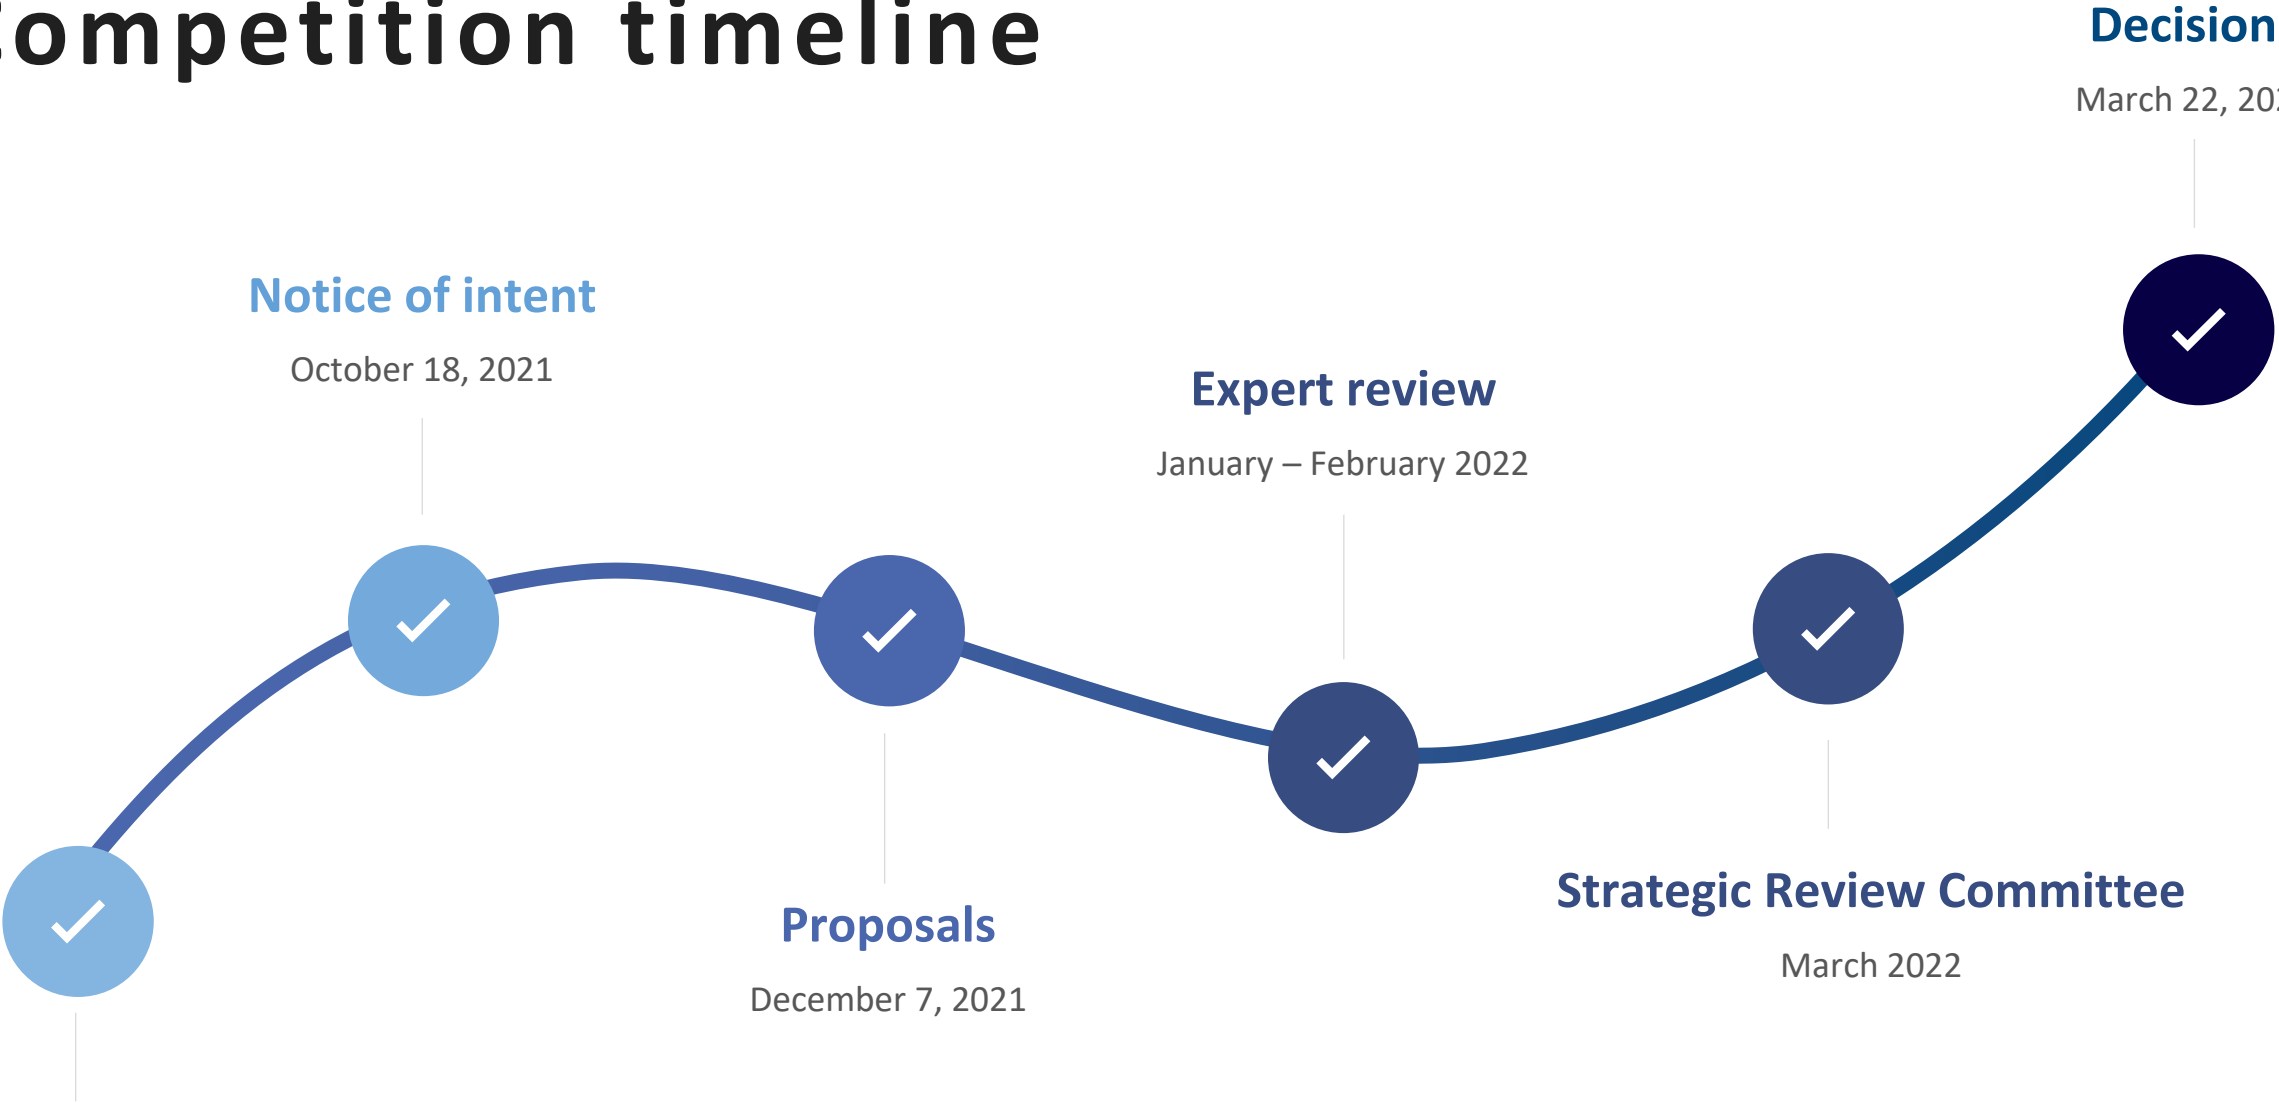 ompetition timeline
Decision
March 22, 202
Notice of intent
October 18, 2021
Expert review
January – February 2022
Strategic Review Committee
March 2022
Proposals
December 7, 2021